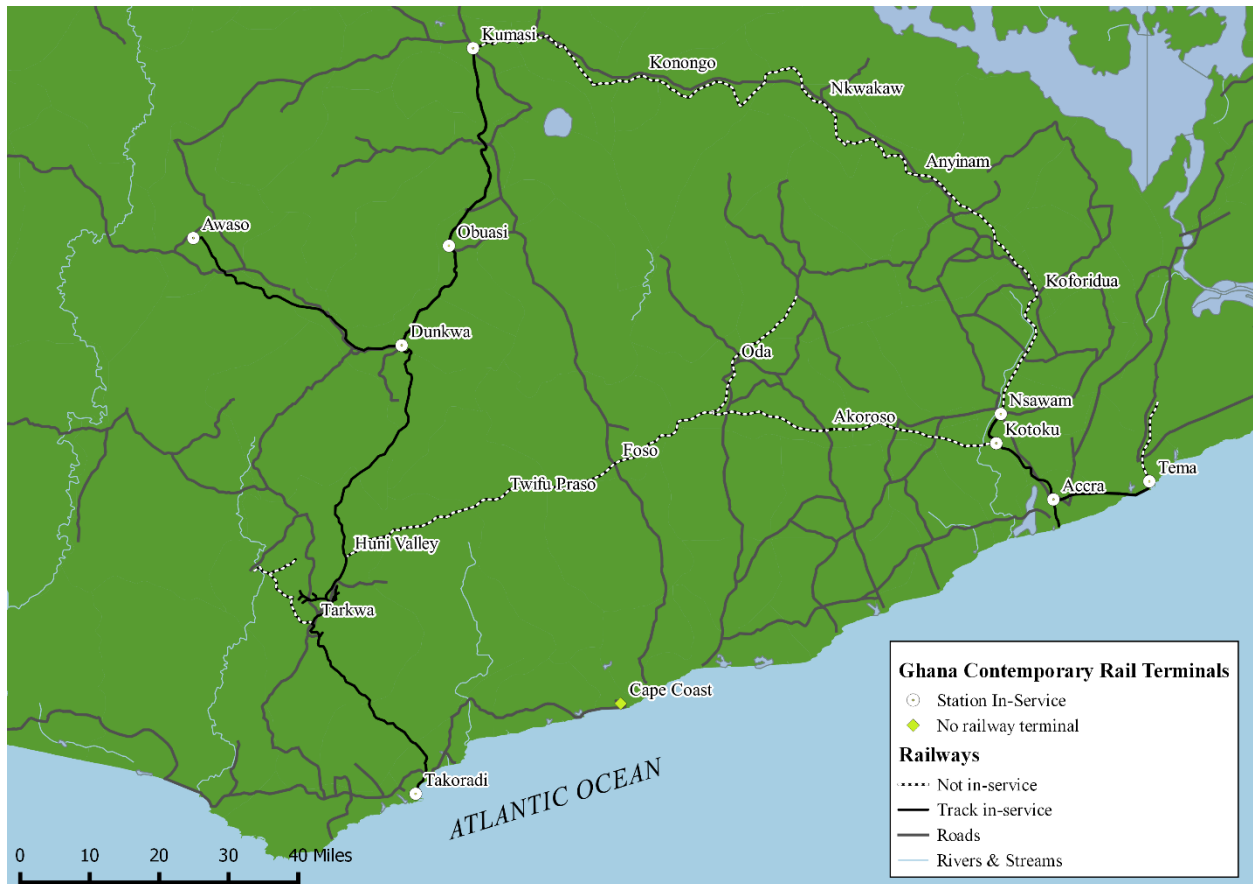 Kumasi
Konongo
Nkwakaw
Anyinam
Awaso
Obuasi
Koforidua
Dunkwa
Oda
Nsawam
Akoroso
Kotoku
Foso
Tema
Twifu Praso
Accra
Huni Valley
Tarkwa
Cape Coast
Takoradi
ATLANTIC OCEAN
Ghana Contemporary Rail Terminals
Station In-Service
No railway terminal
Railways
Not in-service
Track in-service
Roads
Rivers & Streams
0 10 20 30 40 Miles